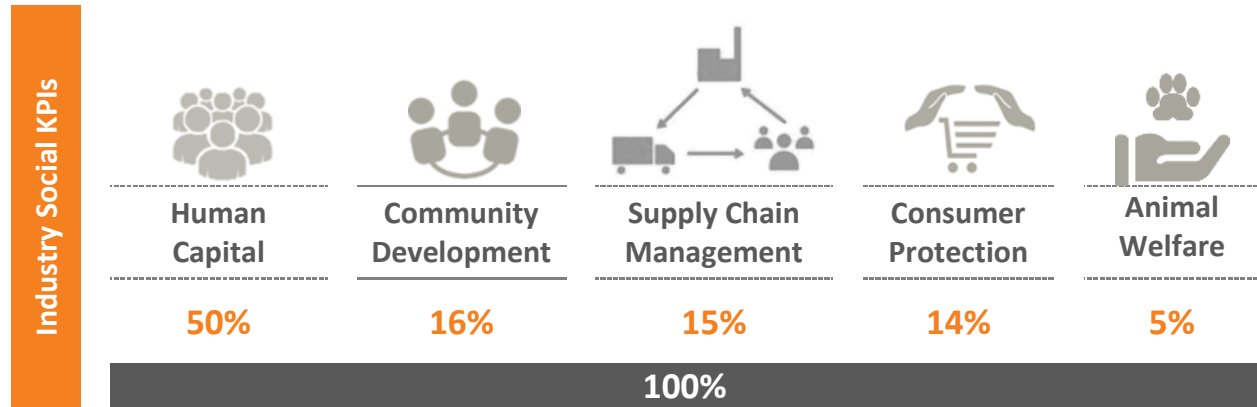 Industry Social KPIs
Human
Capital
50%
Community
Development
16%
Supply Chain
Management
15%
Consumer
Protection
14%
Animal
Welfare
5%
100%